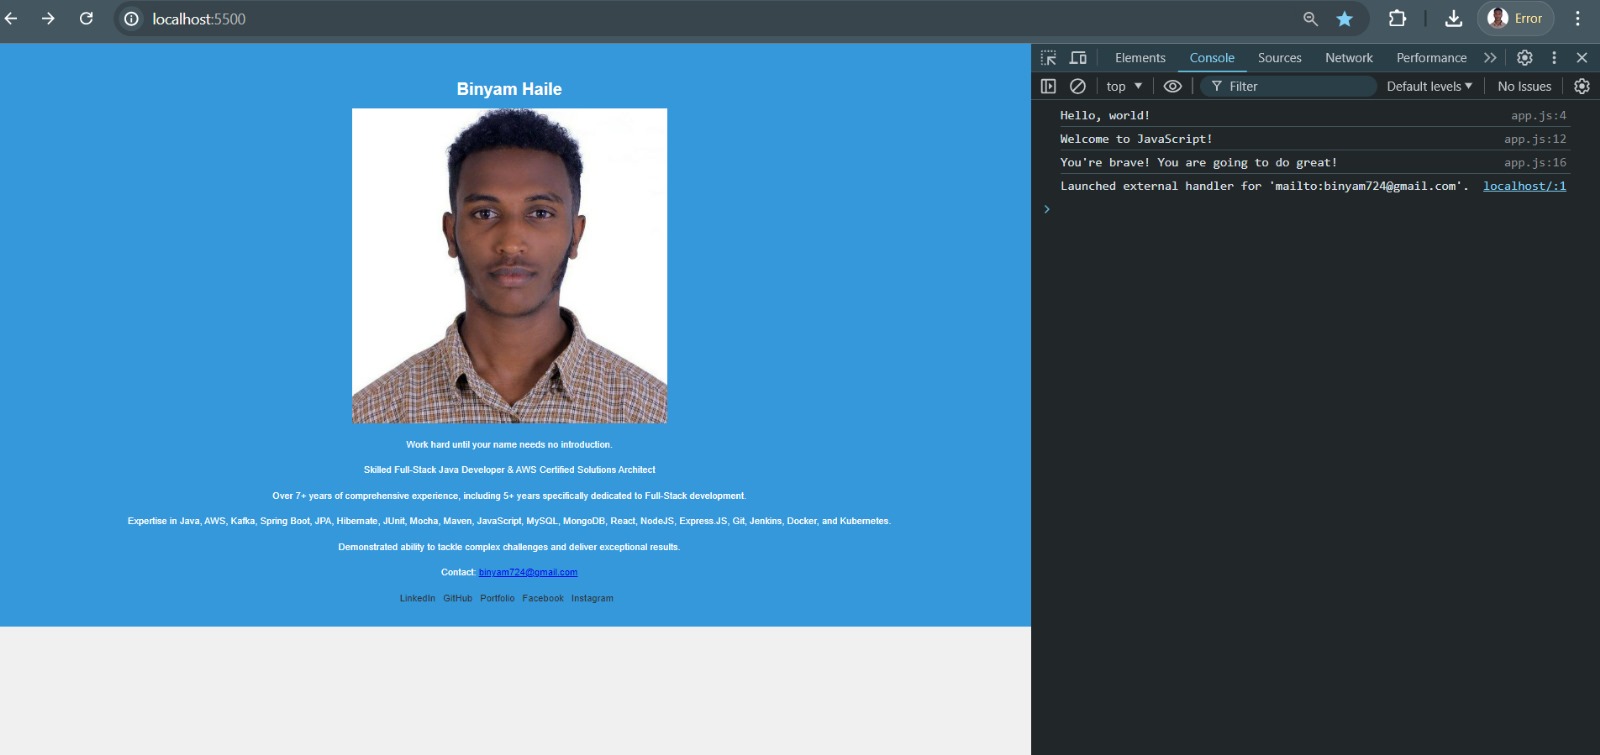 localhost:5500
Error
Elements Console Sources Network Performance
top Filter Default levels No Issues
Binyam Haile
Work hard until your name needs no introduction.
Skilled Full-Stack Java Developer & AWS Certified Solutions Architect
Over 7+ years of comprehensive experience, including 5+ years specifically dedicated to Full-Stack development.
Expertise in Java, AWS, Kafka, Spring Boot, JPA, Hibernate, JUnit, Mocha, Maven, JavaScript, MySQL, MongoDB, React, NodeJS, Express.JS, Git, Jenkins, Docker, and Kubernetes.
Demonstrated ability to tackle complex challenges and deliver exceptional results.
Contact: binyam724@gmail.com
LinkedIn GitHub Portfolio Facebook Instagram
Hello, world! app.js:4
Welcome to JavaScript! app.js:12
You're brave! You are going to do great! app.js:16
Launched external handler for 'mailto:binyam724@gmail.com'. localhost/:1